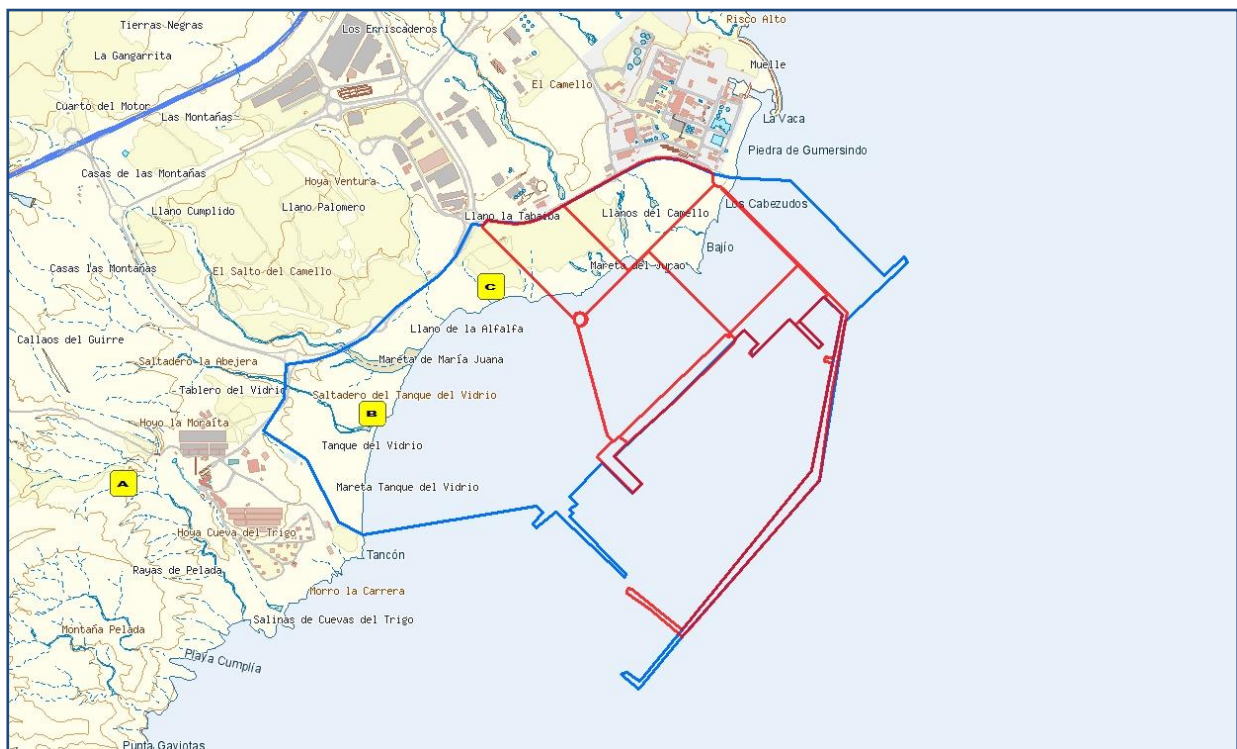 Risco Alto
Tierras Negras
Los Enriscaderos
La Gangarrita
Muelle
El Camello
Cuarto del Motor
Las Montañas
La Vaca
Piedra de Gumersindo
Casas de las Montañas
Hoya Ventura
Llano Cumplido
Llano Palomero
Llano la Tabaiba
Llanos del Camello
Los Cabezudos
Bajío
Casas las Montañas
El Salto del Camello
Mareta del Jurao
C
Llano de la Alfalfa
Callaos del Guirre
Saltadero la Abejera
Mareta de María Juana
Tablero del Vidrio
Saltadero del Tanque del Vidrio
B
Hoyo la Moraíta
Tanque del Vidrio
A
Mareta Tanque del Vidrio
Hoya Cueva del Trigo
Tancón
Rayas de Pelada
Morro la Carrera
Salinas de Cuevas del Trigo
Montaña Pelada
Playa Cumplía
Punta Gaviotas